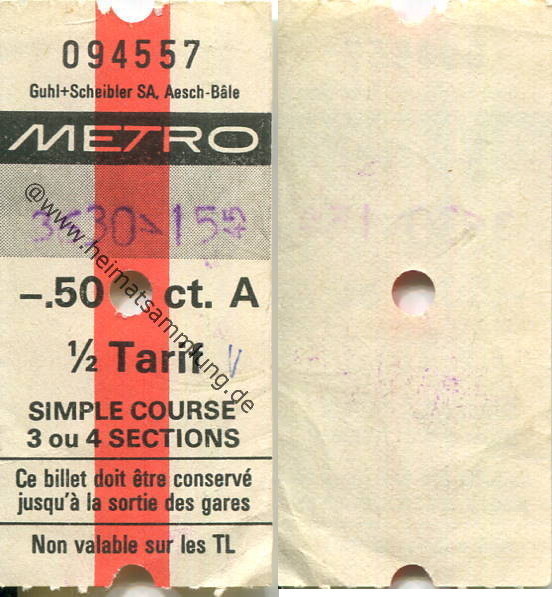 094557
Guhl+Scheibler SA, Aesch-Bâle
METRO
-.50 ct. A
½ Tarif
SIMPLE COURSE
3 ou 4 SECTIONS
Ce billet doit être conservé
jusqu'à la sortie des gares
Non valable sur les TL
@www.heimatsammlung.de